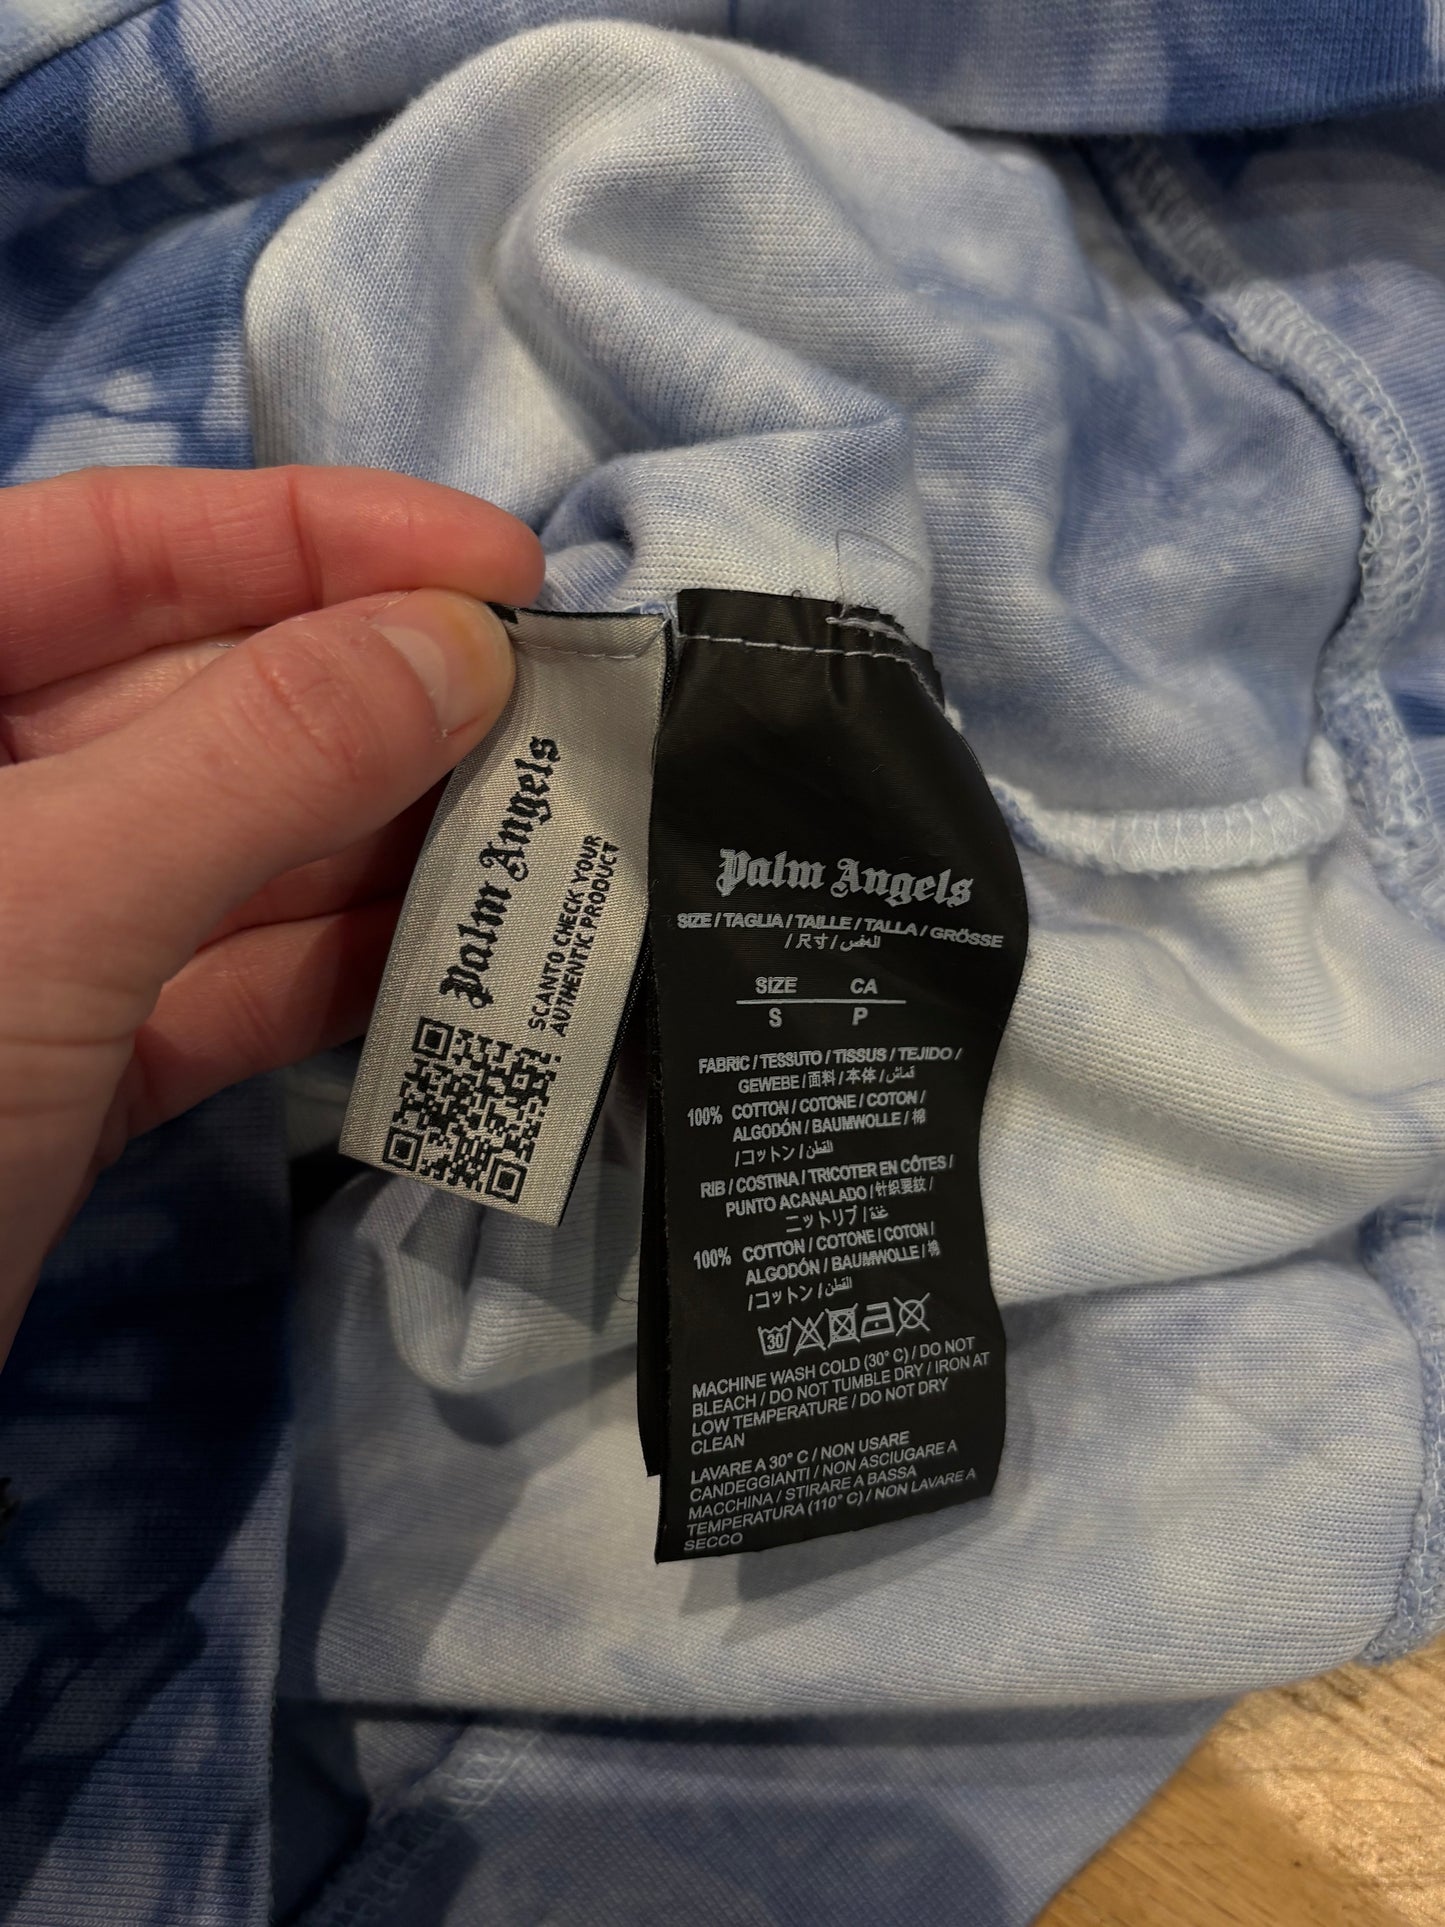 Palm Angels
SCAN TO CHECK YOUR
AUTHENTIC PRODUCT
Palm Angels
SIZE / TAGLIA / TAILLE / TALLA / GRÖSSE
/ 尺寸 /
SIZE CA
S P
FABRIC / TESSUTO / TISSUS / TEJIDO /
GEWEBE / 面料 / 本体 / قماش
100% COTTON / COTONE / COTON /
ALGODÓN / BAUMWOLLE / 棉
/ コットン / القطن
RIB / COSTINA / TRICOTER EN CÔTES /
PUNTO ACANALADO / 针织要纹 /
ニットリブ /
100% COTTON / COTONE / COTON /
ALGODÓN / BAUMWOLLE / 棉
/ コットン / القطن
30
MACHINE WASH COLD (30° C) / DO NOT
BLEACH / DO NOT TUMBLE DRY / IRON AT
LOW TEMPERATURE / DO NOT DRY
CLEAN
LAVARE A 30° C / NON USARE
CANDEGGIANTI / NON ASCIUGARE A
MACCHINA / STIRARE A BASSA
TEMPERATURA (110° C) / NON LAVARE A
SECCO